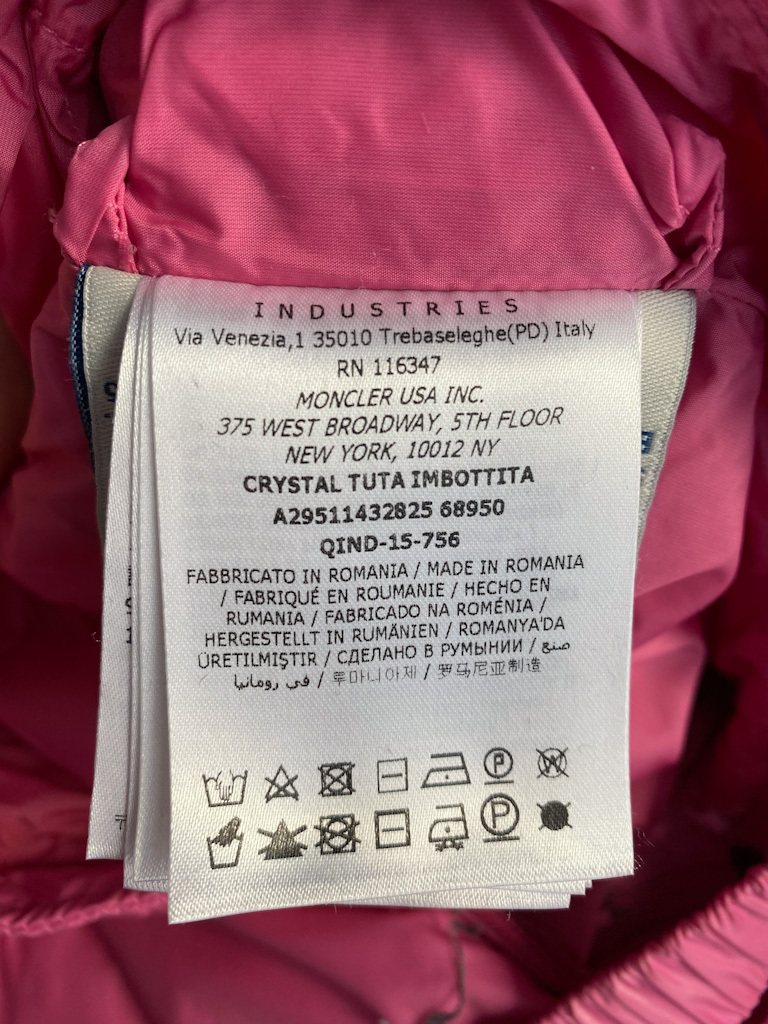 INDUSTRIES
Via Venezia,1 35010 Trebaseleghe(PD) Italy
RN 116347
MONCLER USA INC.
375 WEST BROADWAY, 5TH FLOOR
NEW YORK, 10012 NY
CRYSTAL TUTA IMBOTTITA
A29511432825 68950
QIND-15-756
FABBRICATO IN ROMANIA / MADE IN ROMANIA
/ FABRIQUÉ EN ROUMANIE / HECHO EN
RUMANIA / FABRICADO NA ROMÉNIA /
HERGESTELLT IN RUMÄNIEN / ROMANYA'DA
ÜRETILMIŞTIR / СДЕЛАНО В РУМЫНИИ / صنع
في رومانيا / 루마니아제 / 罗马尼亚制造
P W
P